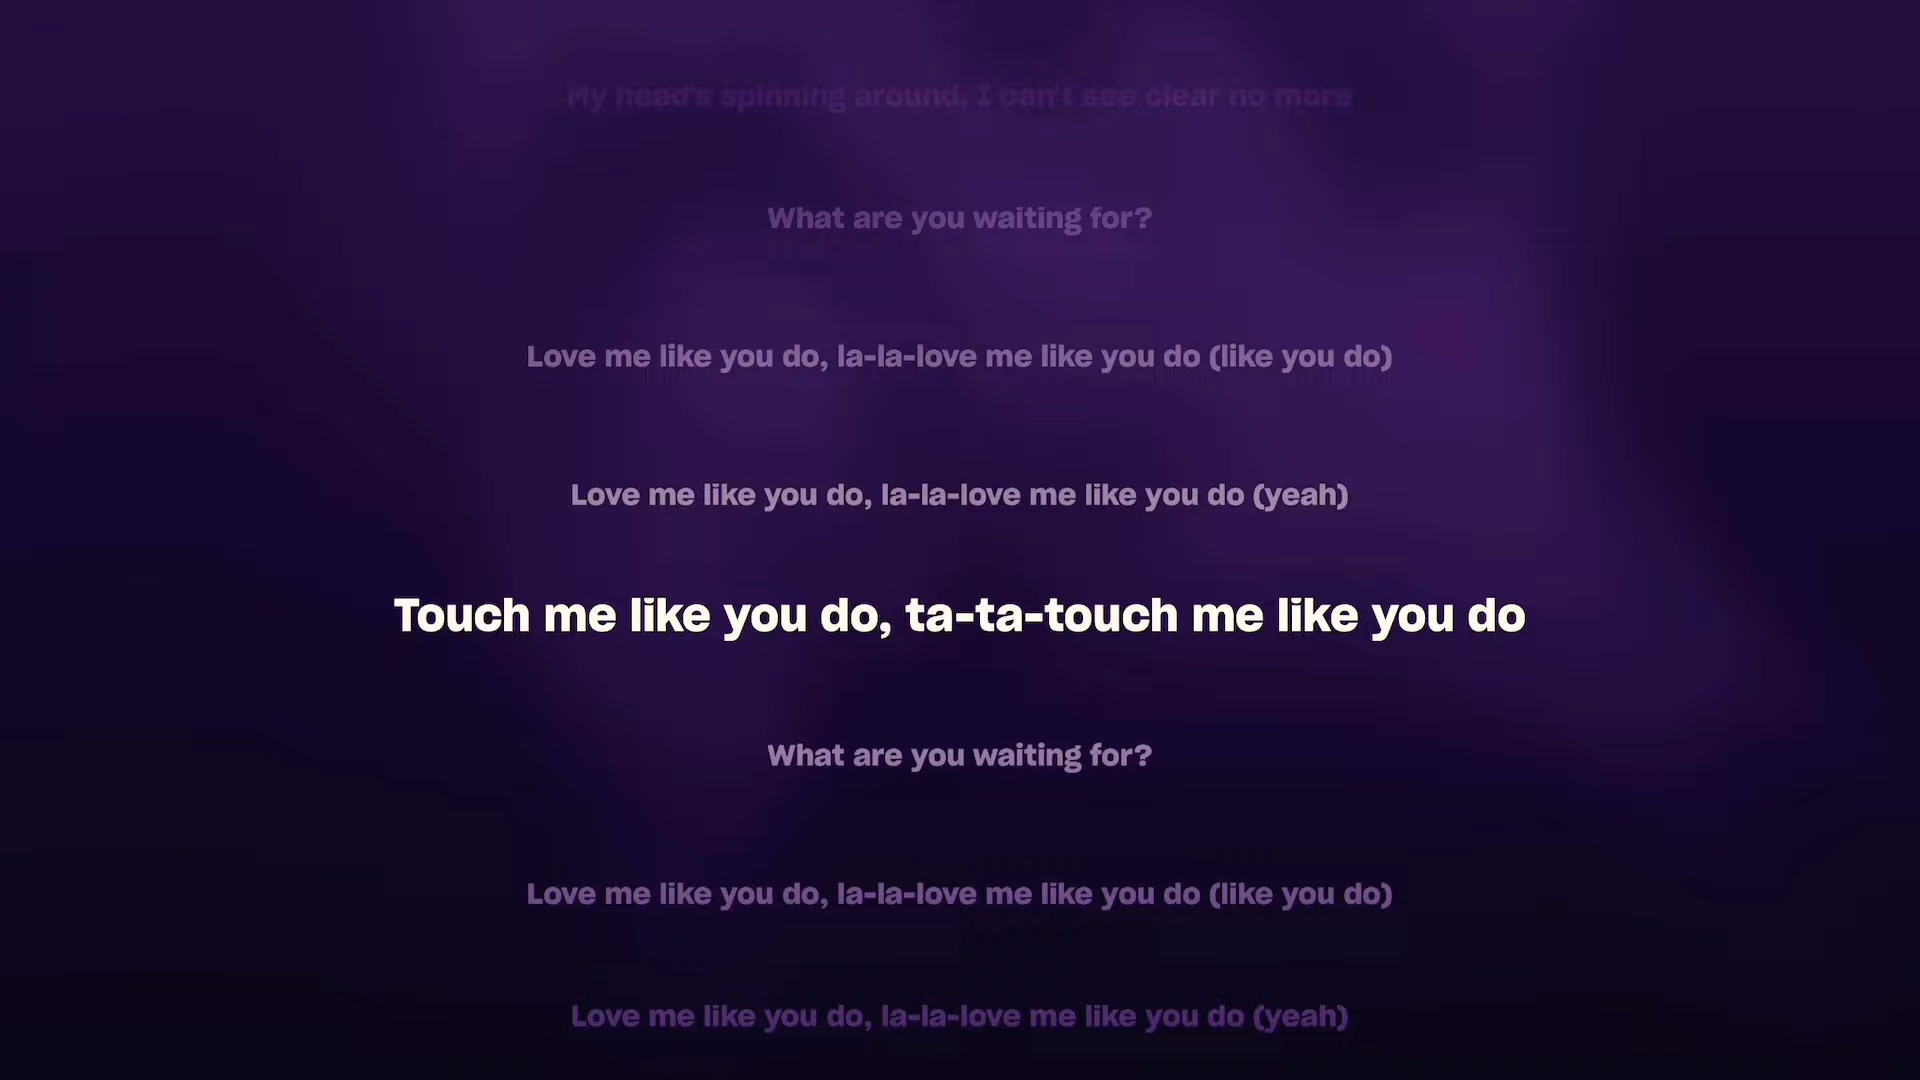 My head's spinning around, I can't see clear no more
What are you waiting for?
Love me like you do, la-la-love me like you do (like you do)
Love me like you do, la-la-love me like you do (yeah)
Touch me like you do, ta-ta-touch me like you do
What are you waiting for?
Love me like you do, la-la-love me like you do (like you do)
Love me like you do, la-la-love me like you do (yeah)